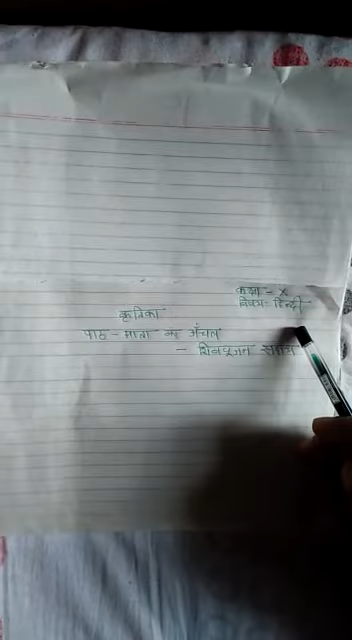 कक्षा - X
विषय - हिन्दी
कृतिका
पाठ - माता का अँचल
- शिवपूजन सहाय